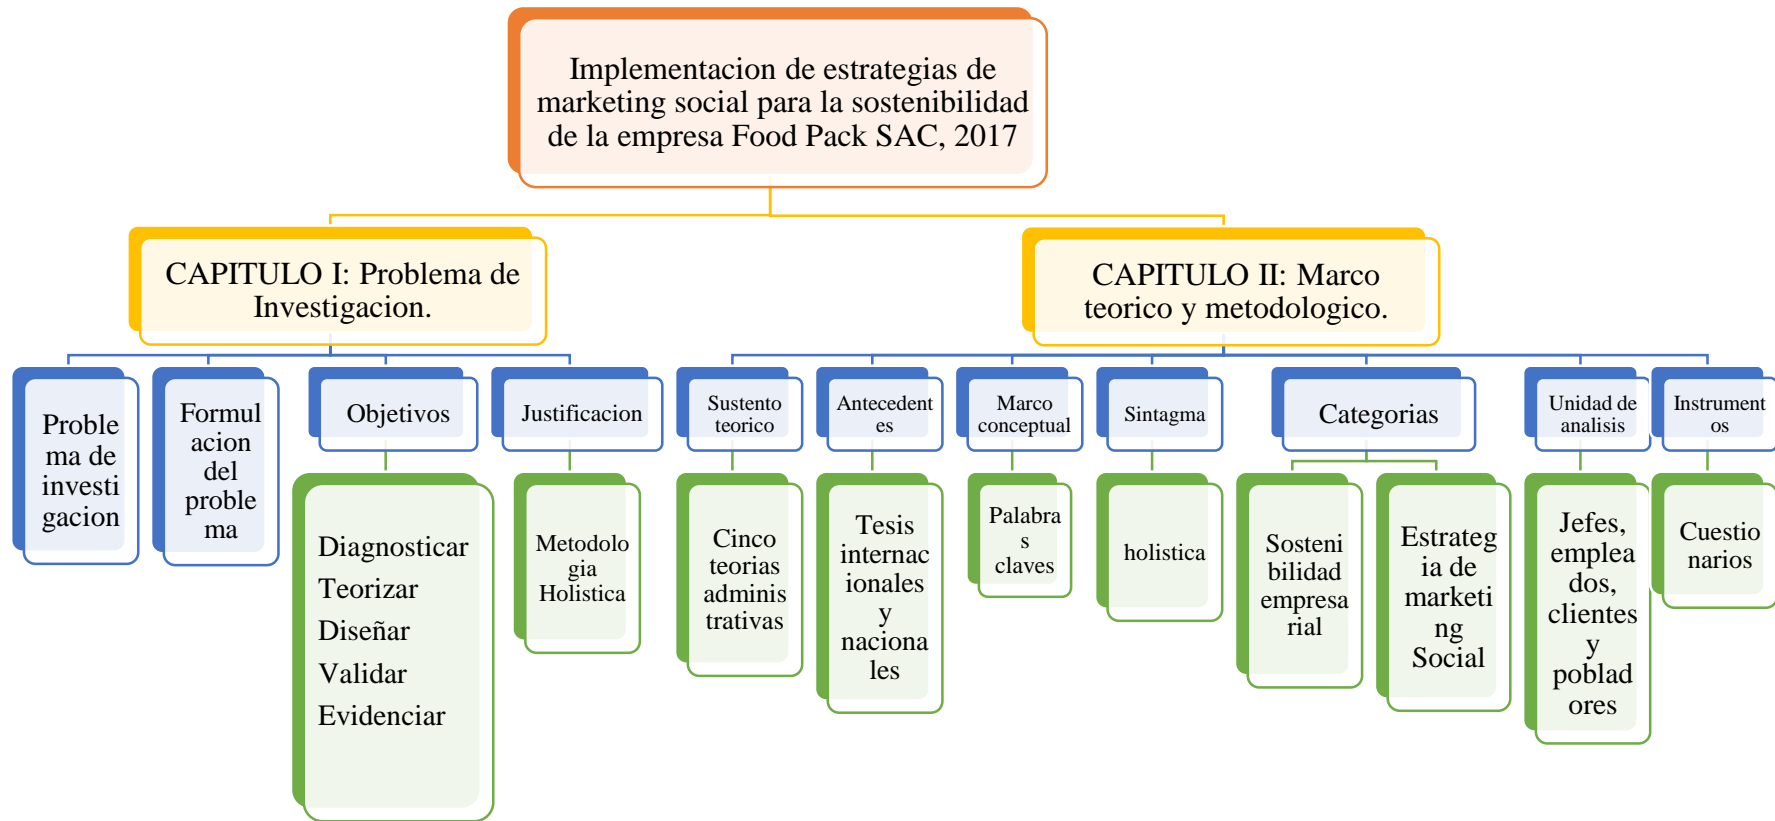 Implementacion de estrategias de
marketing social para la sostenibilidad
de la empresa Food Pack SAC, 2017
CAPITULO I: Problema de
Investigacion.
CAPITULO II: Marco
teorico y metodologico.
Proble
ma de
investi
gacion
Formul
acion
del
proble
ma
Objetivos
Justificacion
Sustento
teorico
Antecedent
es
Marco
conceptual
Sintagma
Categorias
Unidad de
analisis
Instrument
os
Diagnosticar
Teorizar
Diseñar
Validar
Evidenciar
Metodolo
gia
Holistica
Cinco
teorias
adminis
trativas
Tesis
internac
ionales
y
naciona
les
Palabra
s
claves
holistica
Sosteni
bilidad
empresa
rial
Estrateg
ia de
marketi
ng
Social
Jefes,
emplea
dos,
clientes
y
poblad
ores
Cuestio
narios